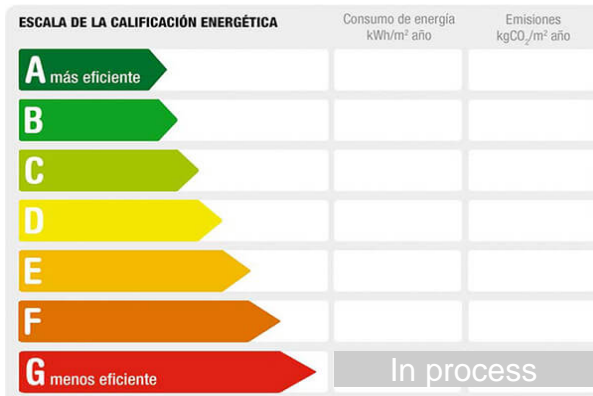 ESCALA DE LA CALIFICACIÓN ENERGÉTICA
Consumo de energía
kWh/m² año
Emisiones
kgCO₂/m² año
A más eficiente
B
C
D
E
F
G menos eficiente
In process